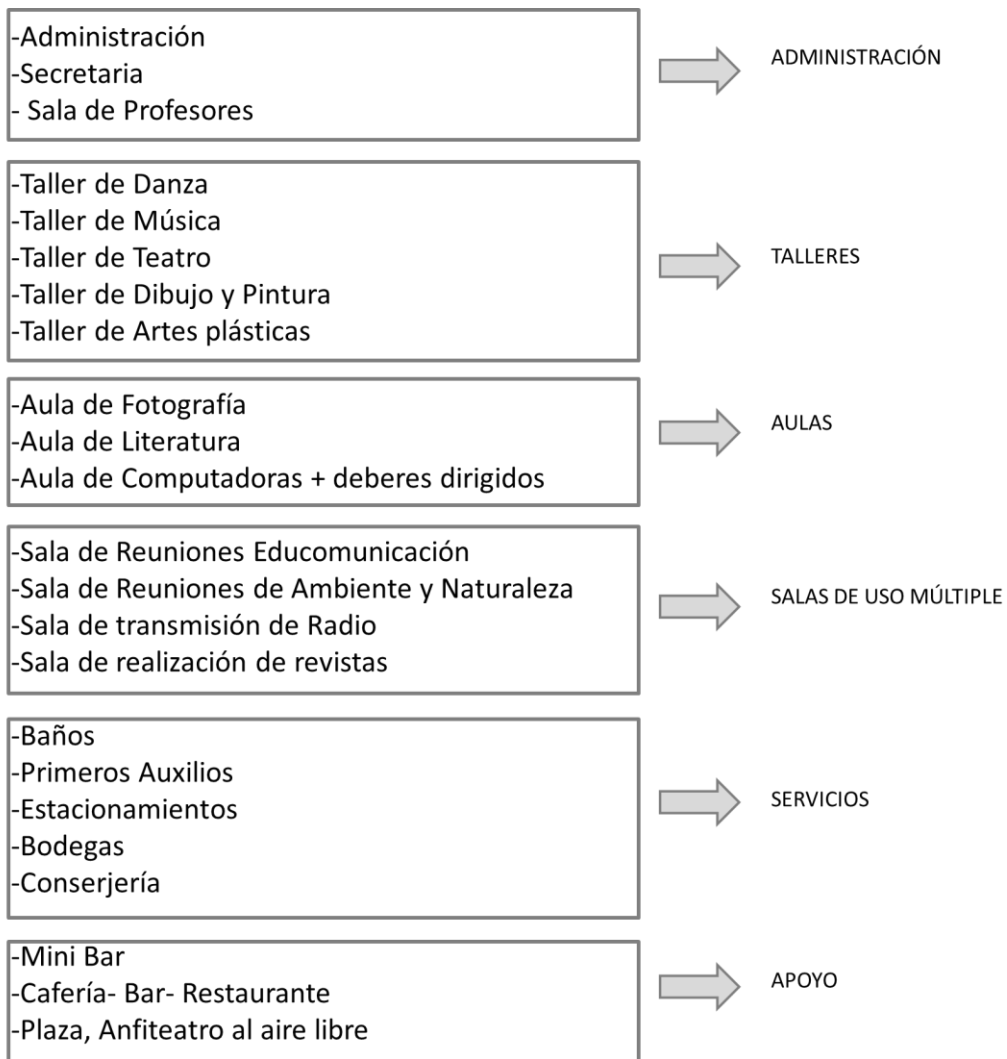 -Administración
-Secretaria
- Sala de Profesores
ADMINISTRACIÓN
-Taller de Danza
-Taller de Música
-Taller de Teatro
-Taller de Dibujo y Pintura
-Taller de Artes plásticas
TALLERES
-Aula de Fotografía
-Aula de Literatura
-Aula de Computadoras + deberes dirigidos
AULAS
-Sala de Reuniones Educomunicación
-Sala de Reuniones de Ambiente y Naturaleza
-Sala de transmisión de Radio
-Sala de realización de revistas
SALAS DE USO MÚLTIPLE
-Baños
-Primeros Auxilios
-Estacionamientos
-Bodegas
-Conserjería
SERVICIOS
-Mini Bar
-Cafería- Bar- Restaurante
-Plaza, Anfiteatro al aire libre
APOYO